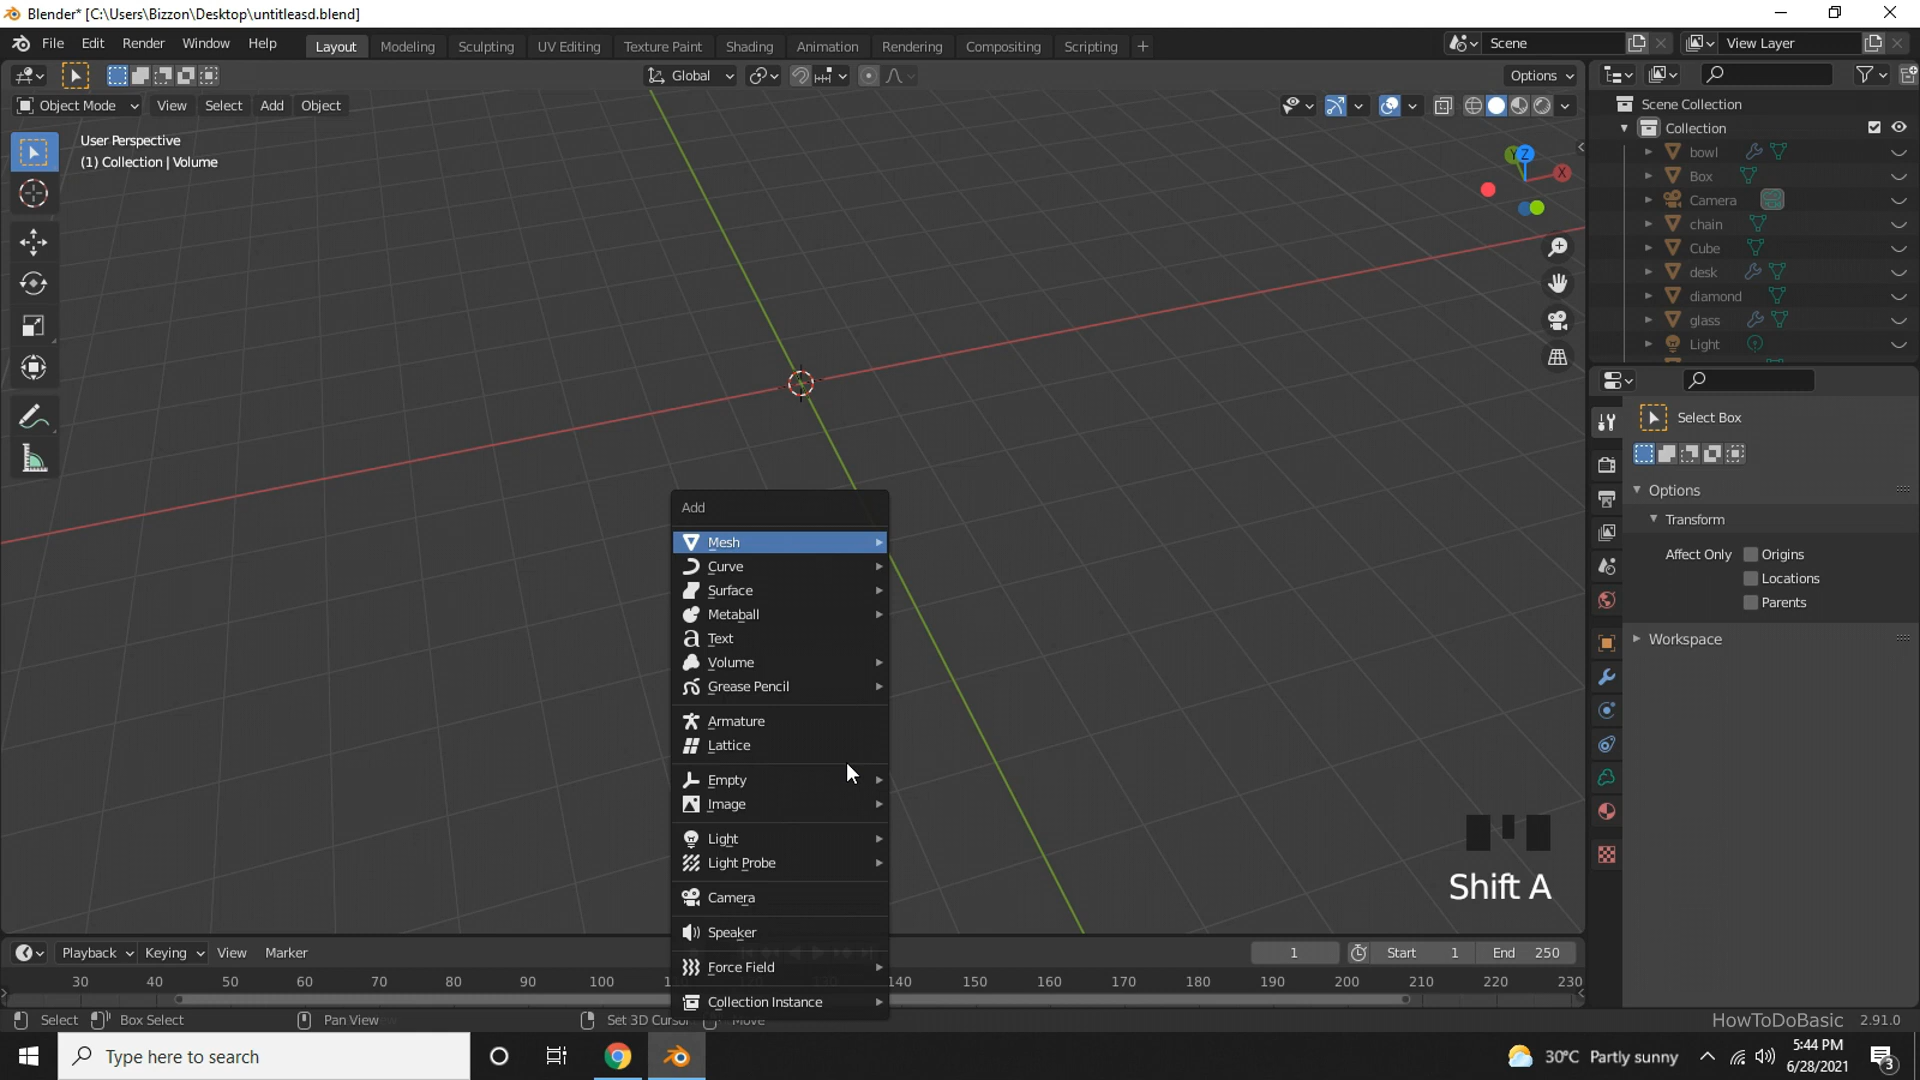 Blender* [C:\Users\Bizzon\Desktop\untitleasd.blend]
File Edit Render Window Help Layout Modeling Sculpting UV Editing Texture Paint Shading Animation Rendering Compositing Scripting + Scene View Layer
Global Options
Object Mode View Select Add Object
User Perspective
(1) Collection | Volume
Y Z X
Scene Collection
Collection
bowl
Box
Camera
chain
Cube
desk
diamond
glass
Light
Select Box
Options
Transform
Affect Only Origins
Locations
Parents
Workspace
Add
Mesh
Curve
Surface
Metaball
Text
Volume
Grease Pencil
Armature
Lattice
Empty
Image
Light
Light Probe
Camera
Speaker
Force Field
Collection Instance
Shift A
Playback Keying View Marker 1 Start 1 End 250
30 40 50 60 70 80 90 100 140 150 160 170 180 190 200 210 220 230
Select Box Select Pan View Set 3D Cursor Move HowToDoBasic 2.91.0
Type here to search 30°C Partly sunny 5:44 PM
6/28/2021 3